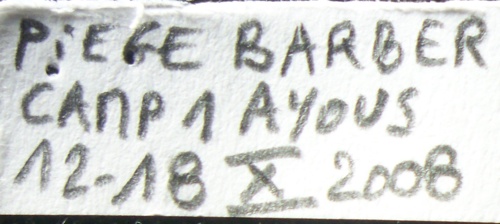 PiEGE BARBER
CAMP 1 AYOUS
12-18 X 2008